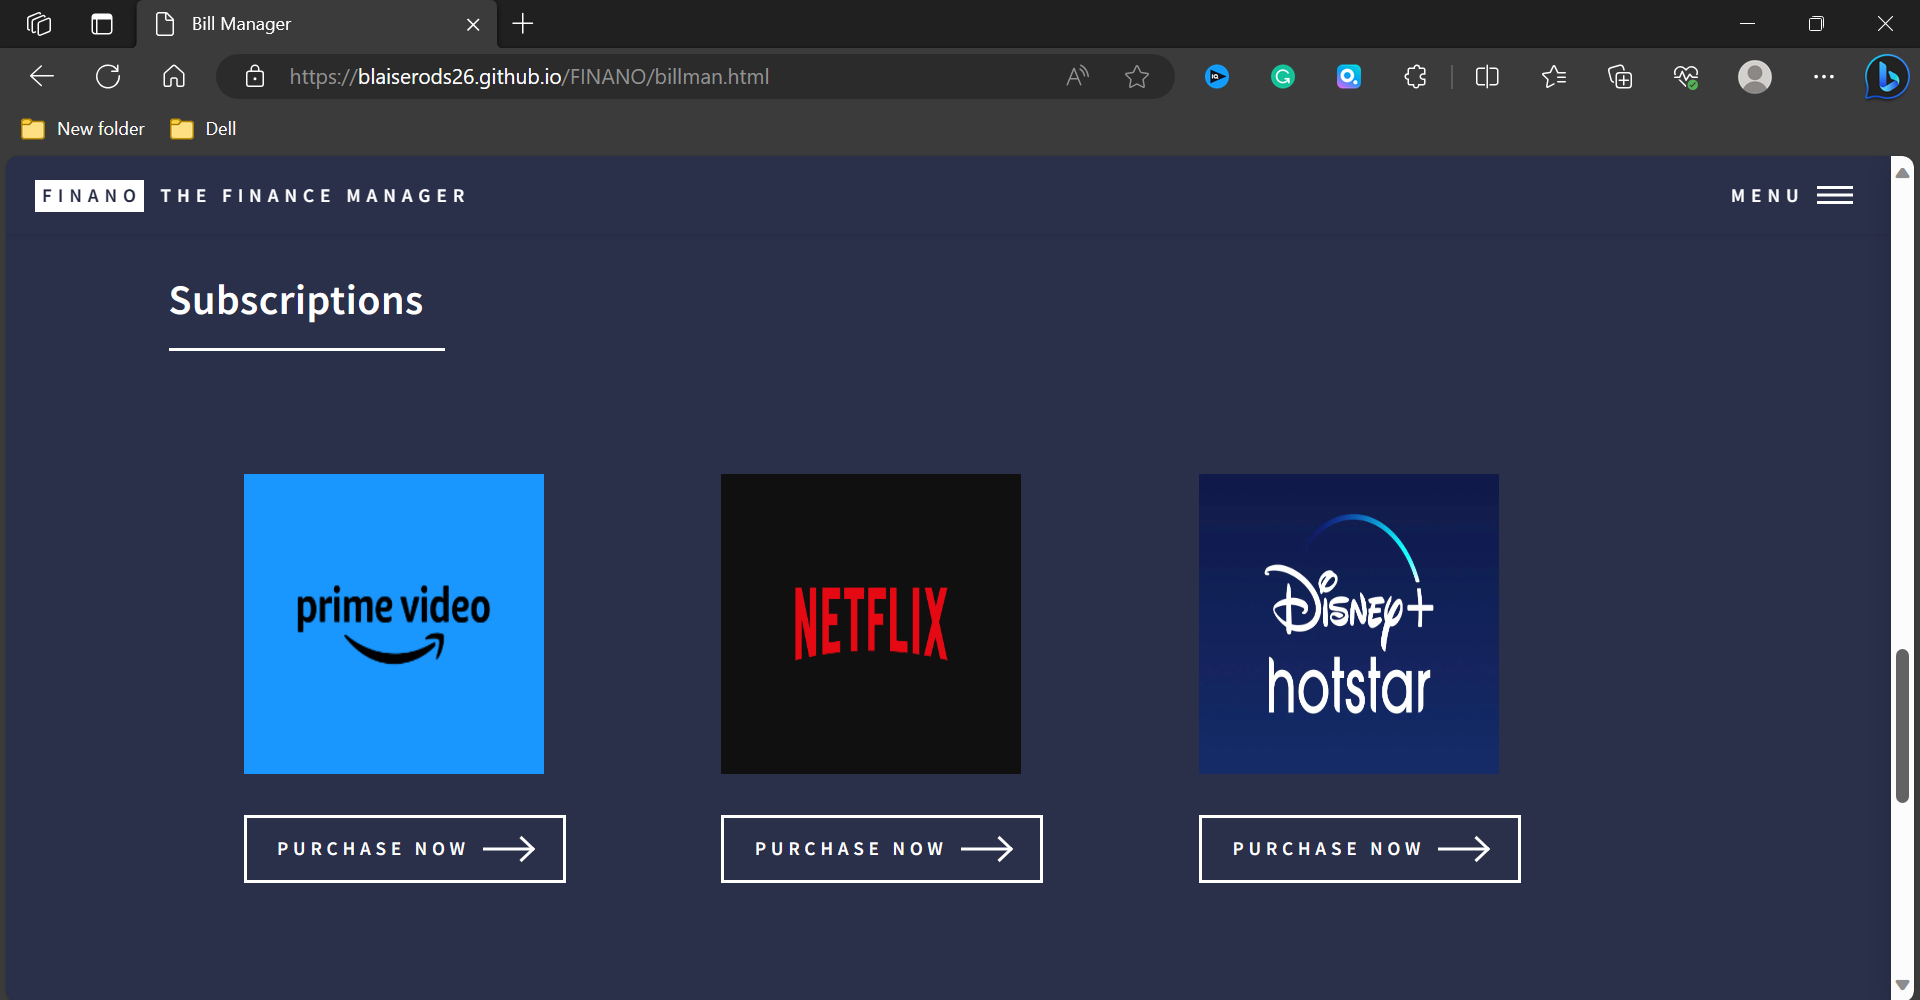 Bill Manager
https://blaiserods26.github.io/FINANO/billman.html
New folder
Dell
FINANO THE FINANCE MANAGER
MENU
Subscriptions
prime video
NETFLIX
Disney+
hotstar
PURCHASE NOW
PURCHASE NOW
PURCHASE NOW